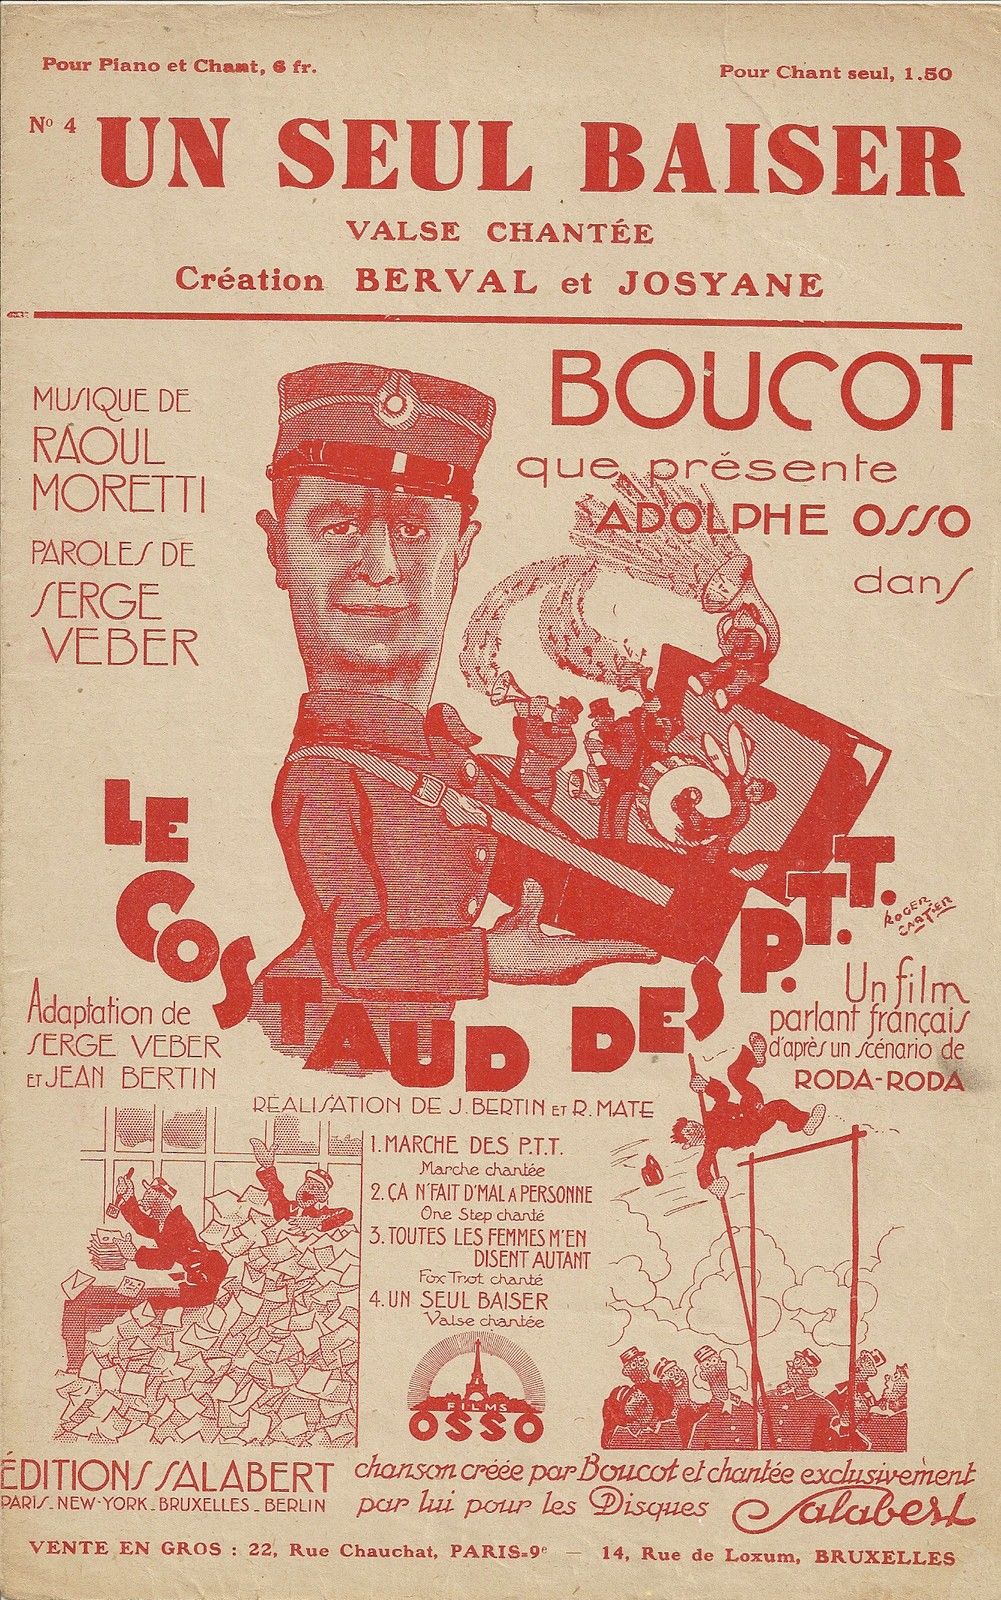 Pour Piano et Chant, 6 fr.
Pour Chant seul, 1.50
No 4
UN SEUL BAISER
VALSE CHANTÉE
Création BERVAL et JOSYANE
MUSIQUE DE
RAOUL
MORETTI
PAROLES DE
SERGE
VEBER
BOUCOT
que présente
ADOLPHE OSSO
dans
LE
COSTAUD DES P.T.T.
ROGER
CARTIER
Adaptation de
SERGE VEBER
ET JEAN BERTIN
Un film
parlant français
d'après un scénario de
RODA-RODA
RÉALISATION DE J. BERTIN ET R. MATE
1. MARCHE DES P.T.T.
Marche chantée
2. ÇA N'FAIT D'MAL A PERSONNE
One Step chanté
3. TOUTES LES FEMMES M'EN
DISENT AUTANT
Fox Trot chanté
4. UN SEUL BAISER
Valse chantée
FILMS
OSSO
ÉDITIONS SALABERT
PARIS - NEW-YORK - BRUXELLES - BERLIN
chanson créée par Boucot et chantée exclusivement
par lui pour les Disques Salabert
VENTE EN GROS : 22, Rue Chauchat, PARIS=9e — 14, Rue de Loxum, BRUXELLES